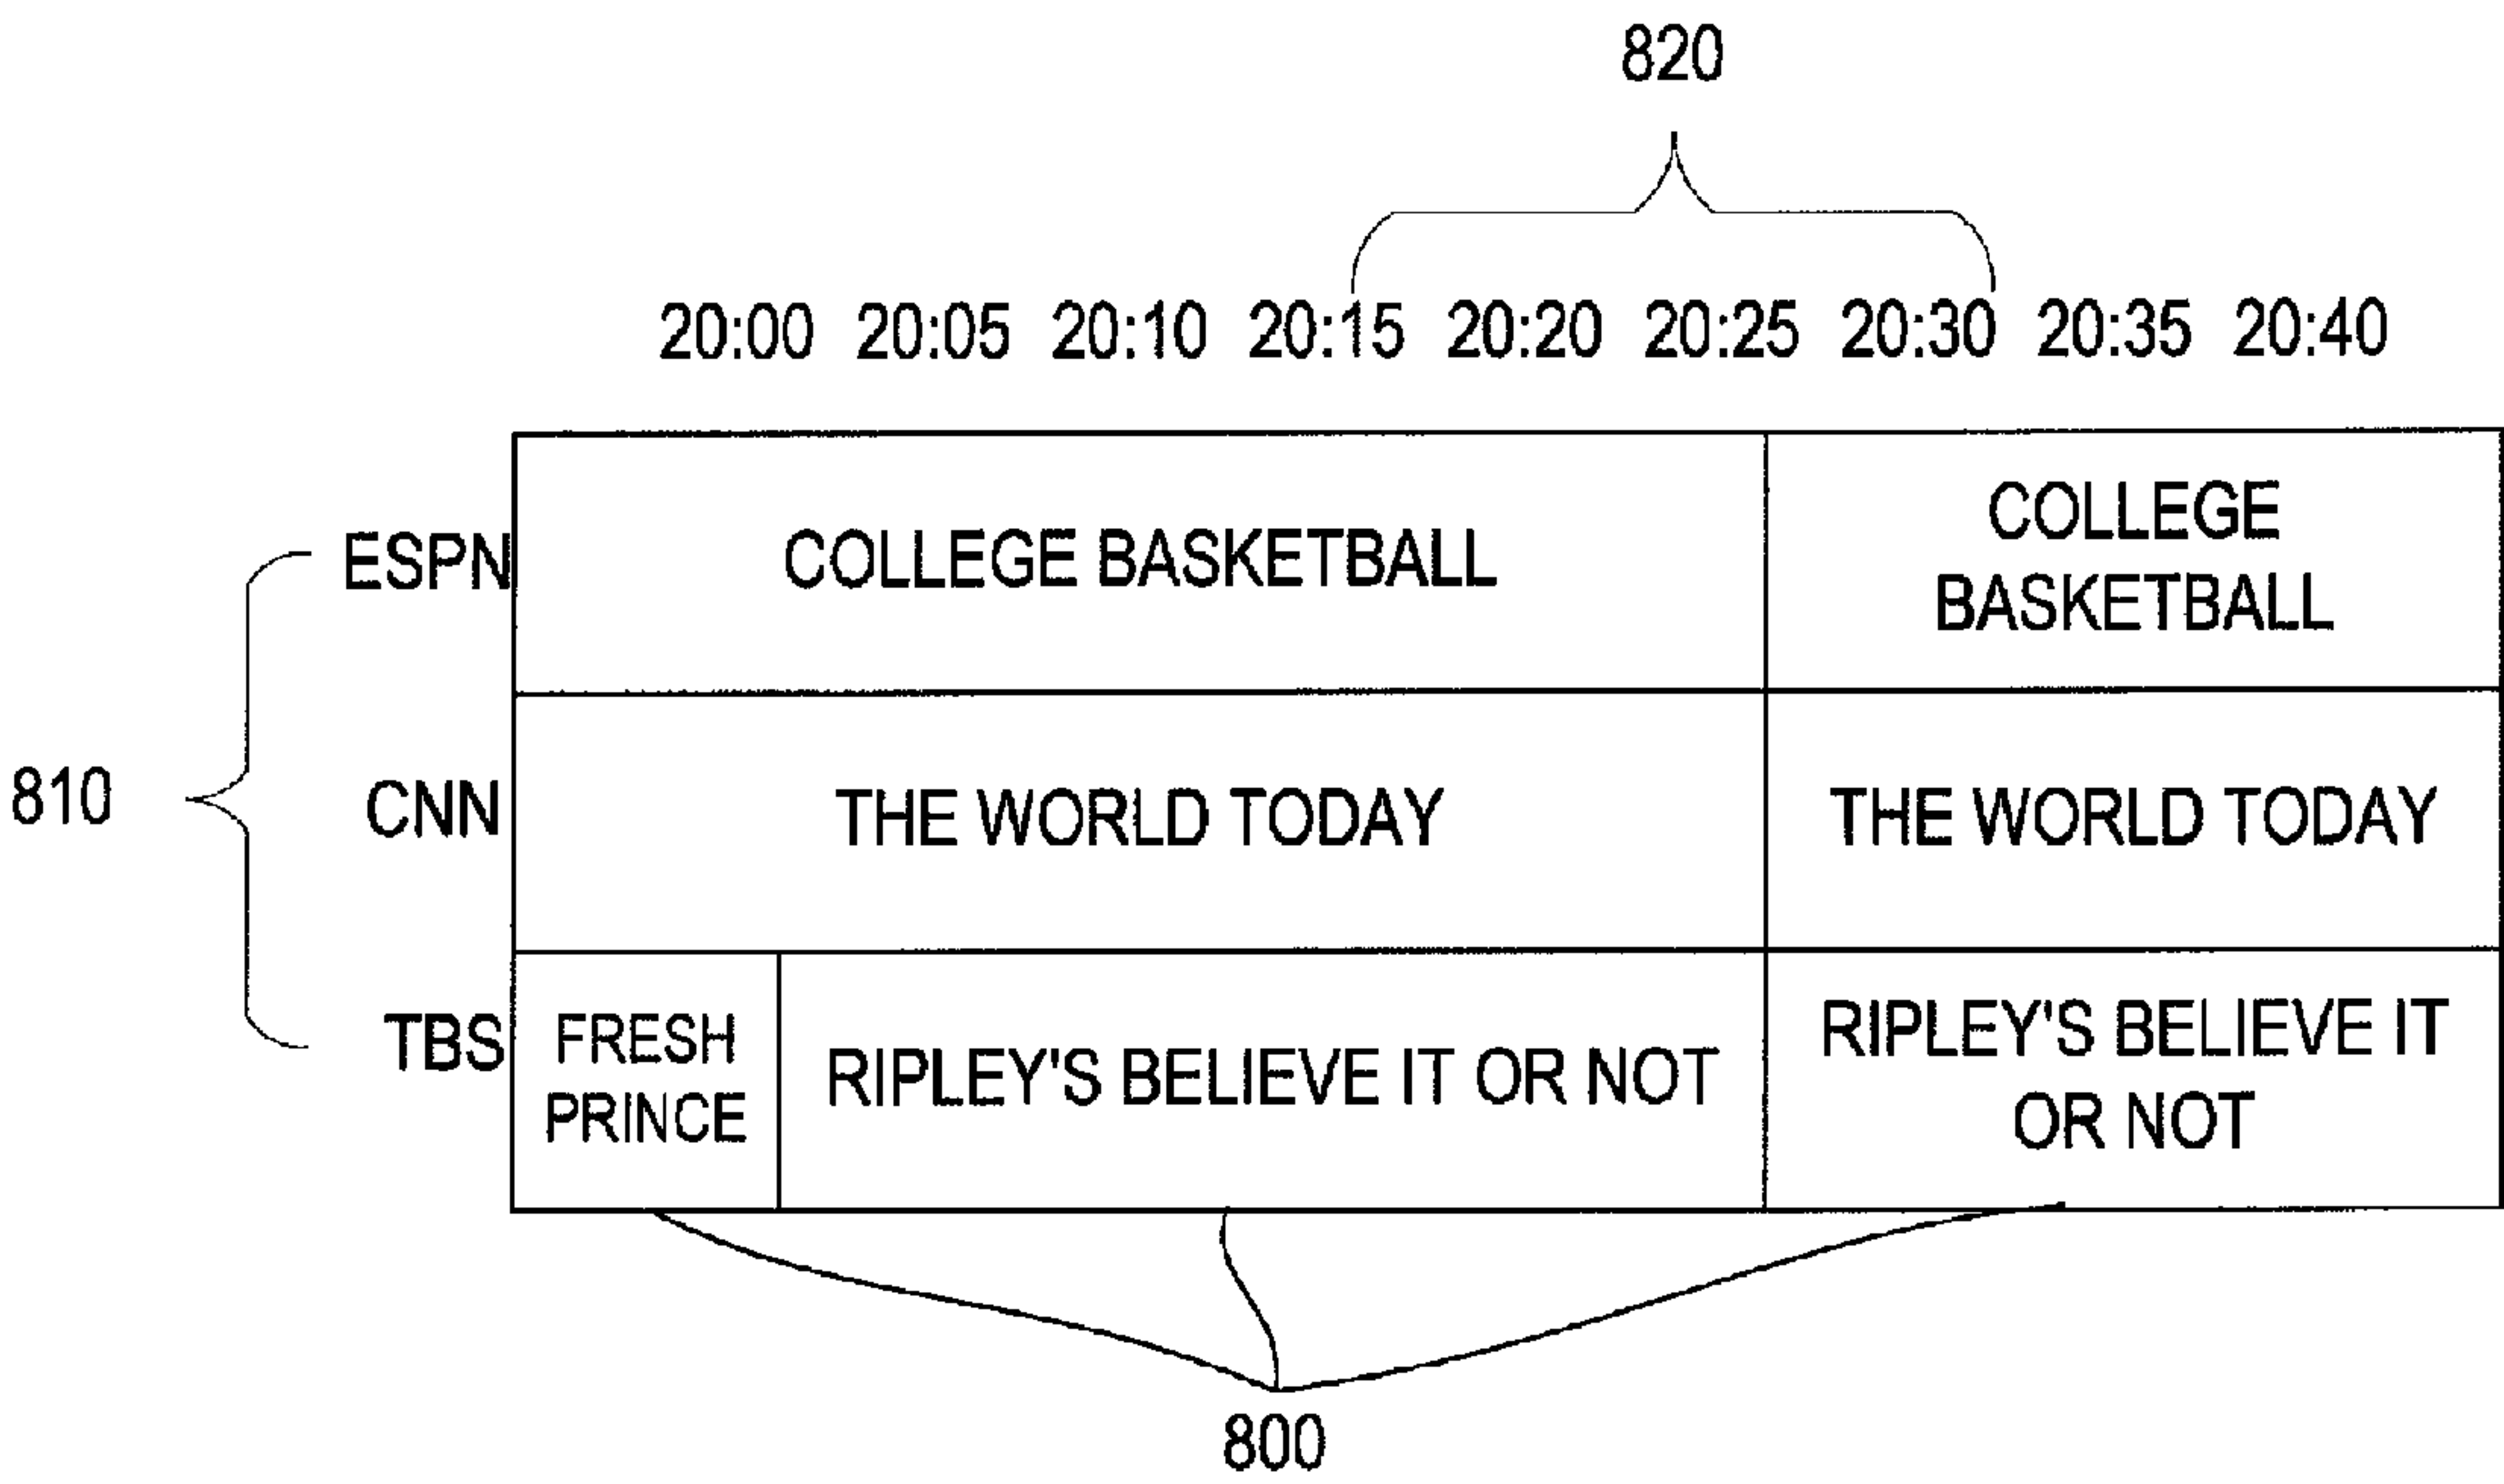 820
20:00 20:05 20:10 20:15 20:20 20:25 20:30 20:35 20:40
ESPN
COLLEGE BASKETBALL
COLLEGE
BASKETBALL
810
CNN
THE WORLD TODAY
THE WORLD TODAY
TBS
FRESH
PRINCE
RIPLEY'S BELIEVE IT OR NOT
RIPLEY'S BELIEVE IT
OR NOT
800